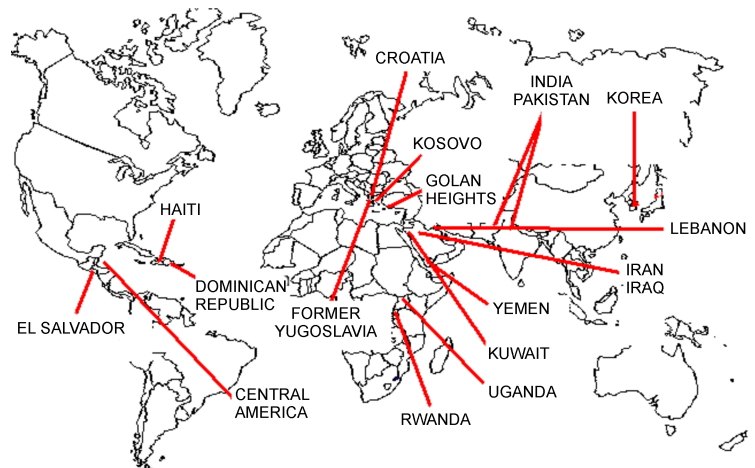 CROATIA
INDIA
PAKISTAN
KOREA
KOSOVO
GOLAN
HEIGHTS
HAITI
LEBANON
DOMINICAN
REPUBLIC
IRAN
IRAQ
FORMER
YUGOSLAVIA
YEMEN
EL SALVADOR
KUWAIT
CENTRAL
AMERICA
UGANDA
RWANDA